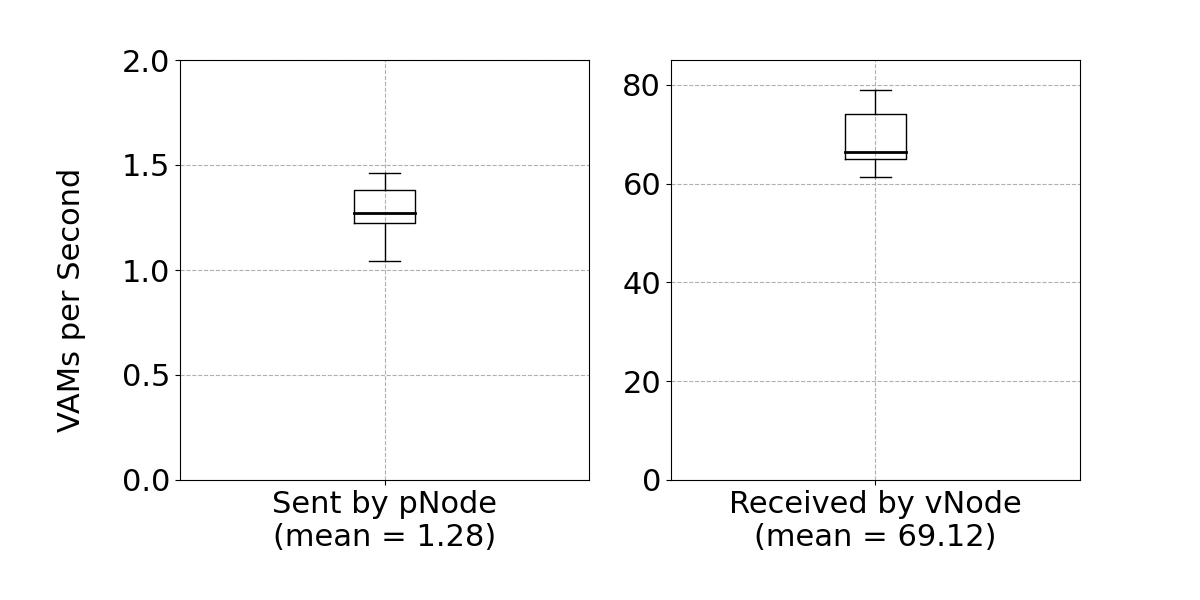 VAMs per Second
2.0
1.5
1.0
0.5
0.0
Sent by pNode
(mean = 1.28)
80
60
40
20
0
Received by vNode
(mean = 69.12)